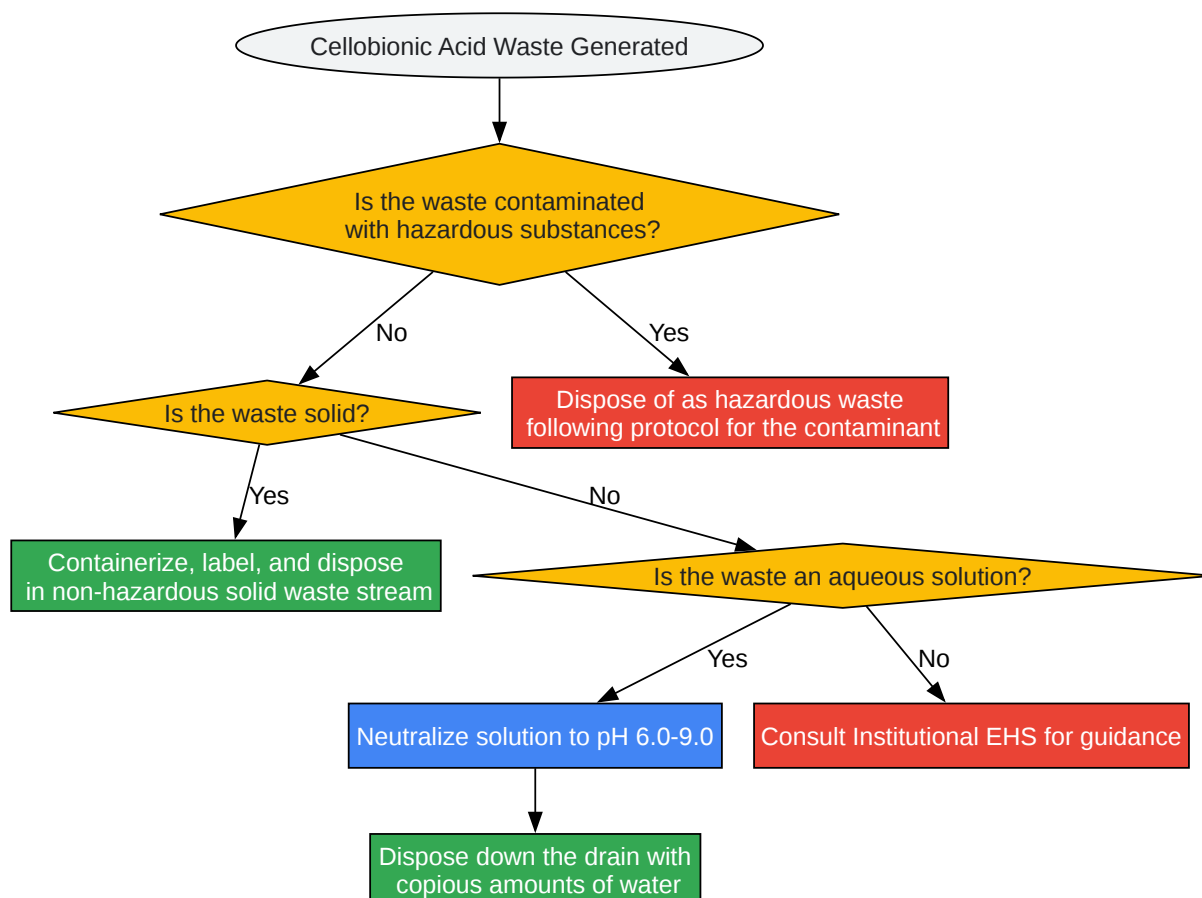 Cellobionic Acid Waste Generated
Is the waste contaminated
with hazardous substances?
No
Yes
Is the waste solid?
Dispose of as hazardous waste
following protocol for the contaminant
Yes
No
Containerize, label, and dispose
in non-hazardous solid waste stream
Is the waste an aqueous solution?
Yes
No
Neutralize solution to pH 6.0-9.0
Consult Institutional EHS for guidance
Dispose down the drain with
copious amounts of water